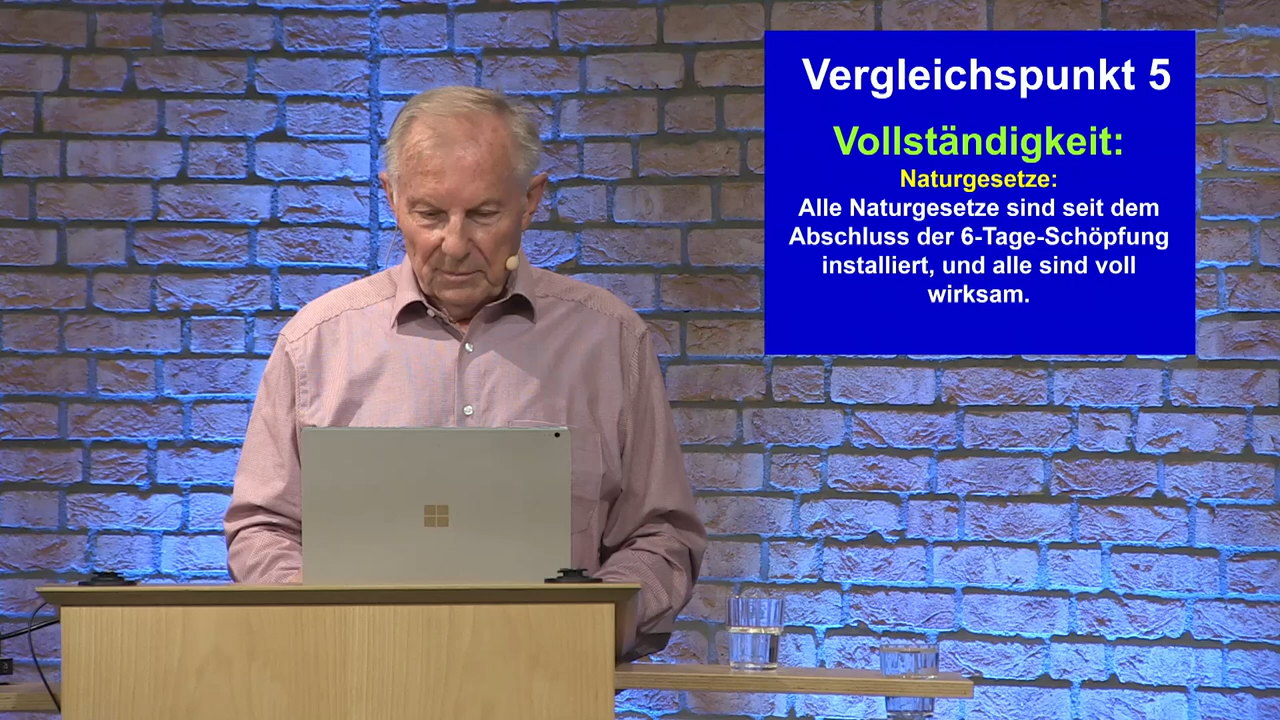 Vergleichspunkt 5
Vollständigkeit:
Naturgesetze:
Alle Naturgesetze sind seit dem
Abschluss der 6-Tage-Schöpfung
installiert, und alle sind voll
wirksam.